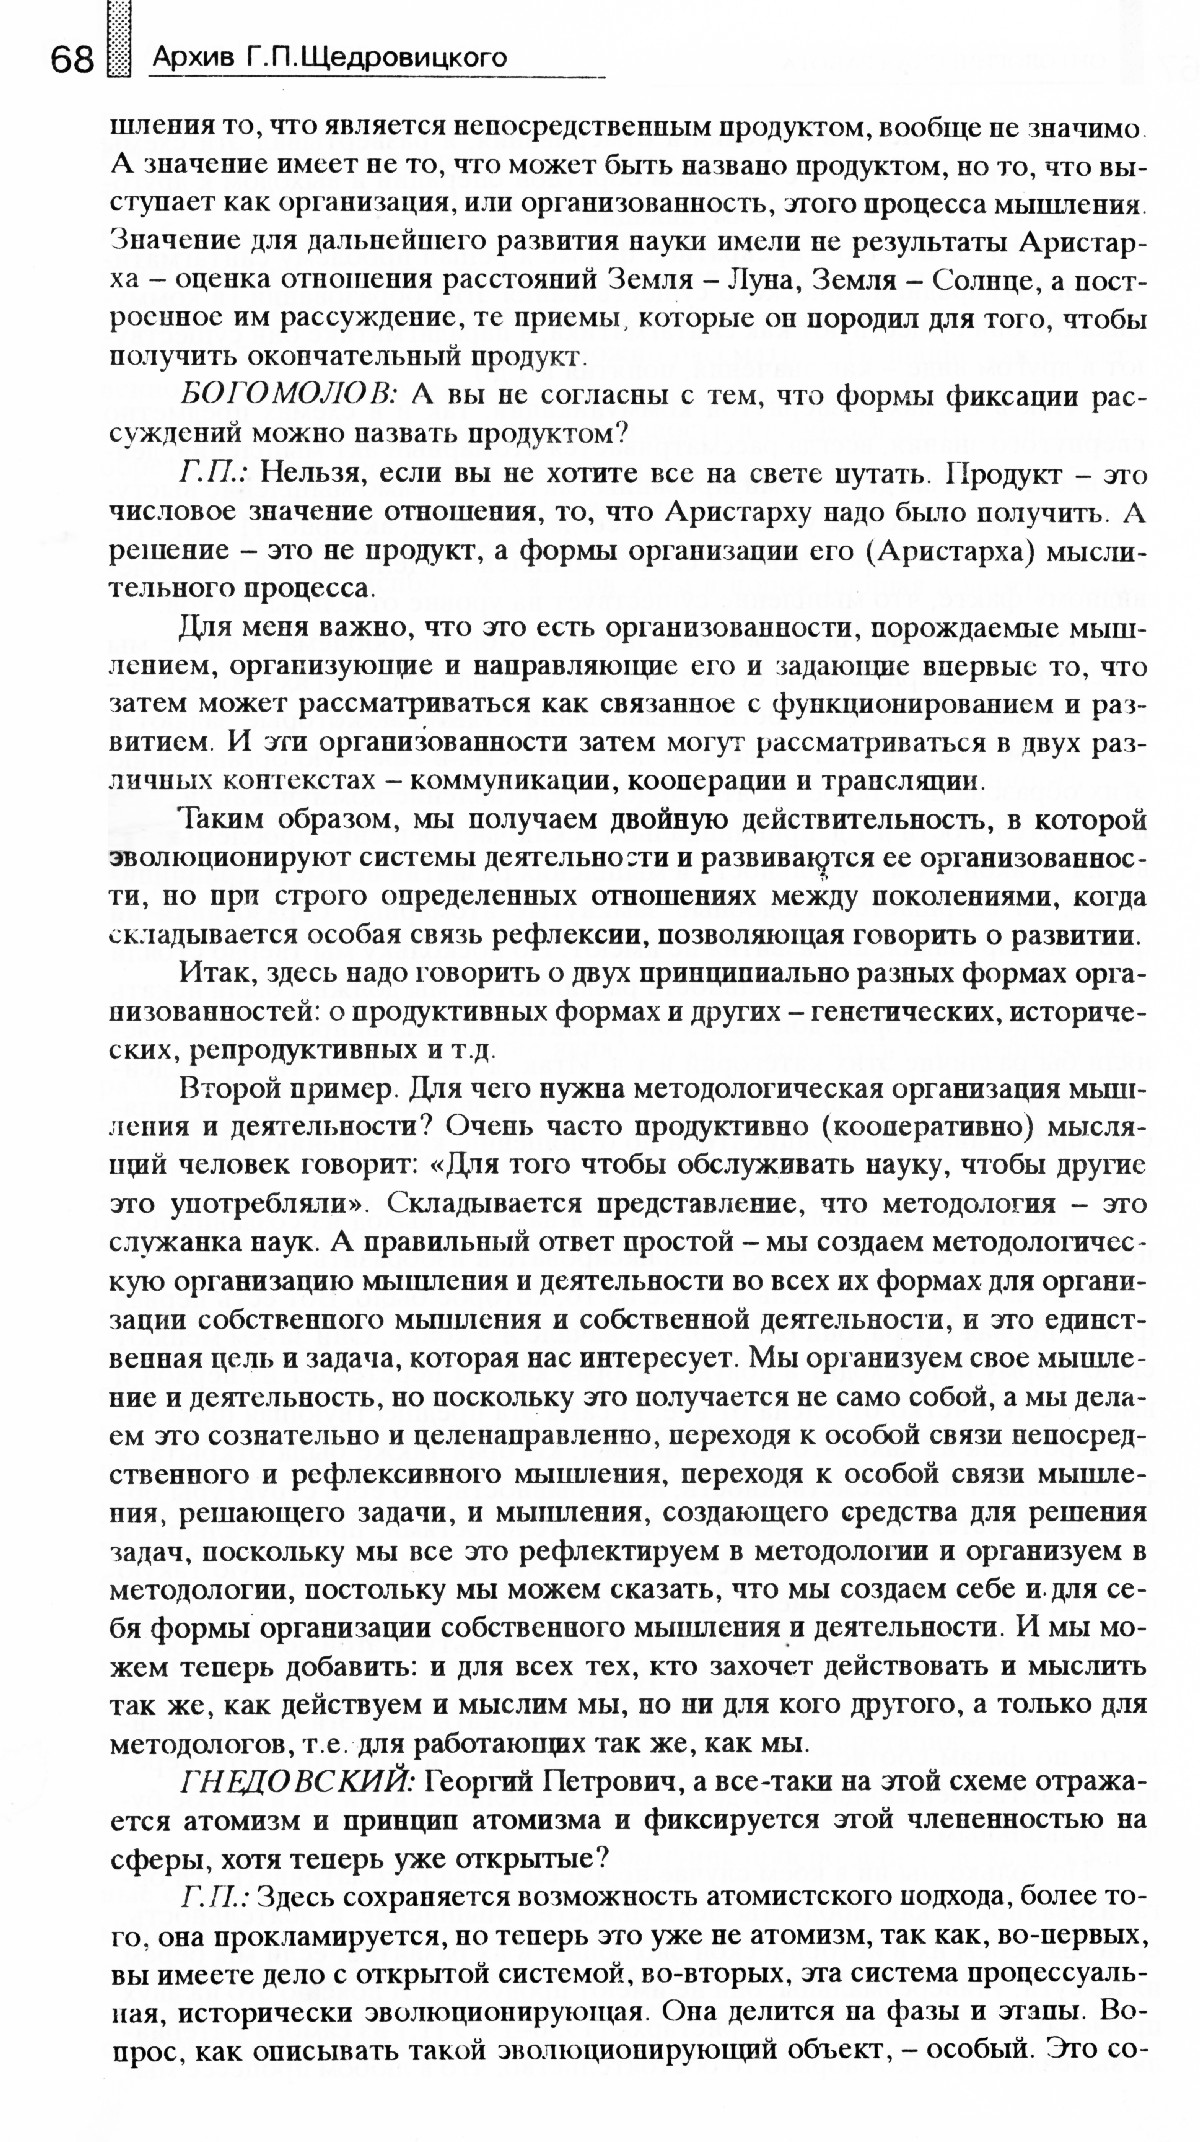 68 Архив Г.П.Щедровицкого
шления то, что является непосредственным продуктом, вообще не значимо.
А значение имеет не то, что может быть названо продуктом, но то, что вы-
ступает как организация, или организованность, этого процесса мышления.
Значение для дальнейшего развития науки имели не результаты Аристар-
ха – оценка отношения расстояний Земля – Луна, Земля – Солнце, а пост-
роенное им рассуждение, те приемы, которые он породил для того, чтобы
получить окончательный продукт.
БОГОМОЛОВ: А вы не согласны с тем, что формы фиксации рас-
суждений можно назвать продуктом?
Г.П.: Нельзя, если вы не хотите все на свете путать. Продукт – это
числовое значение отношения, то, что Аристарху надо было получить. А
решение – это не продукт, а формы организации его (Аристарха) мысли-
тельного процесса.
Для меня важно, что это есть организованности, порождаемые мыш-
лением, организующие и направляющие его и задающие впервые то, что
затем может рассматриваться как связанное с функционированием и раз-
витием. И эти организованности затем могут рассматриваться в двух раз-
личных контекстах – коммуникации, кооперации и трансляции.
Таким образом, мы получаем двойную действительность, в которой
эволюционируют системы деятельности и развиваются ее организованнос-
ти, но при строго определенных отношениях между поколениями, когда
складывается особая связь рефлексии, позволяющая говорить о развитии.
Итак, здесь надо говорить о двух принципиально разных формах орга-
низованностей: о продуктивных формах и других – генетических, историче-
ских, репродуктивных и т.д.
Второй пример. Для чего нужна методологическая организация мыш-
ления и деятельности? Очень часто продуктивно (кооперативно) мысля-
щий человек говорит: «Для того чтобы обслуживать науку, чтобы другие
это употребляли». Складывается представление, что методология – это
служанка наук. А правильный ответ простой – мы создаем методологичес-
кую организацию мышления и деятельности во всех их формах для органи-
зации собственного мышления и собственной деятельности, и это единст-
венная цель и задача, которая нас интересует. Мы организуем свое мышле-
ние и деятельность, но поскольку это получается не само собой, а мы дела-
ем это сознательно и целенаправленно, переходя к особой связи непосред-
ственного и рефлексивного мышления, переходя к особой связи мышле-
ния, решающего задачи, и мышления, создающего средства для решения
задач, поскольку мы все это рефлектируем в методологии и организуем в
методологии, постольку мы можем сказать, что мы создаем себе и для се-
бя формы организации собственного мышления и деятельности. И мы мо-
жем теперь добавить: и для всех тех, кто захочет действовать и мыслить
так же, как действуем и мыслим мы, но ни для кого другого, а только для
методологов, т.е. для работающих так же, как мы.
ГНЕДОВСКИЙ: Георгий Петрович, а все-таки на этой схеме отража-
ется атомизм и принцип атомизма и фиксируется этой члененностью на
сферы, хотя теперь уже открытые?
Г.П.: Здесь сохраняется возможность атомистского подхода, более то-
го, она прокламируется, но теперь это уже не атомизм, так как, во-первых,
вы имеете дело с открытой системой, во-вторых, эта система процессуаль-
ная, исторически эволюционирующая. Она делится на фазы и этапы. Во-
прос, как описывать такой эволюционирующий объект, – особый. Это со-